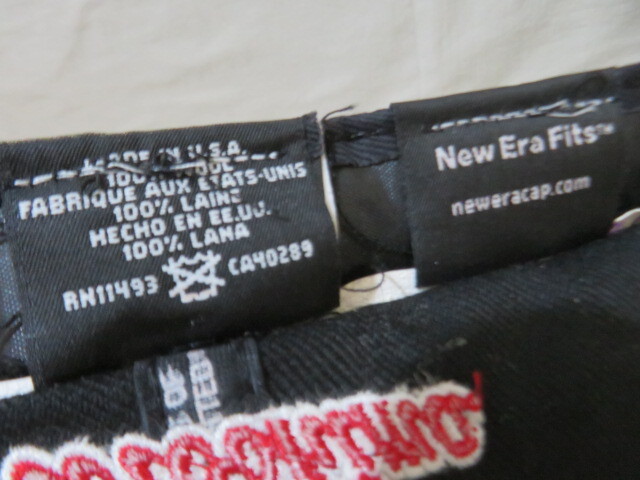 MADE IN U.S.A.
100% WOOL
FABRIQUE AUX ETATS-UNIS
100% LAINE
HECHO EN EE.UU.
100% LANA
RN11493 CA40289
New Era Fits™
neweracap.com